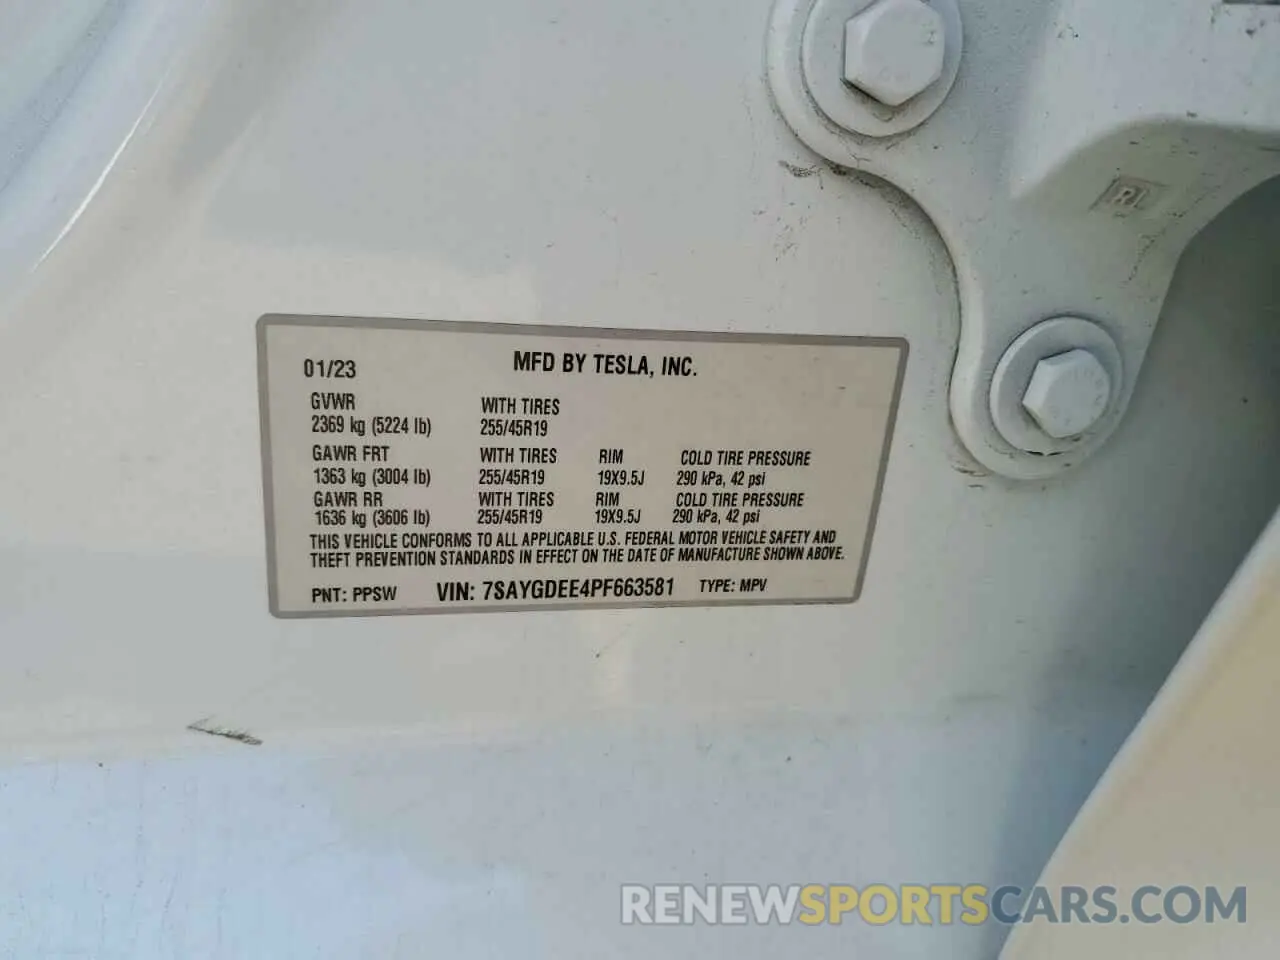 01/23 MFD BY TESLA, INC.
GVWR WITH TIRES
2369 kg (5224 lb) 255/45R19
GAWR FRT WITH TIRES RIM COLD TIRE PRESSURE
1363 kg (3004 lb) 255/45R19 19X9.5J 290 kPa, 42 psi
GAWR RR WITH TIRES RIM COLD TIRE PRESSURE
1636 kg (3606 lb) 255/45R19 19X9.5J 290 kPa, 42 psi
THIS VEHICLE CONFORMS TO ALL APPLICABLE U.S. FEDERAL MOTOR VEHICLE SAFETY AND
THEFT PREVENTION STANDARDS IN EFFECT ON THE DATE OF MANUFACTURE SHOWN ABOVE.
PNT: PPSW VIN: 7SAYGDEE4PF663581 TYPE: MPV
RENEWSPORTSCARS.COM